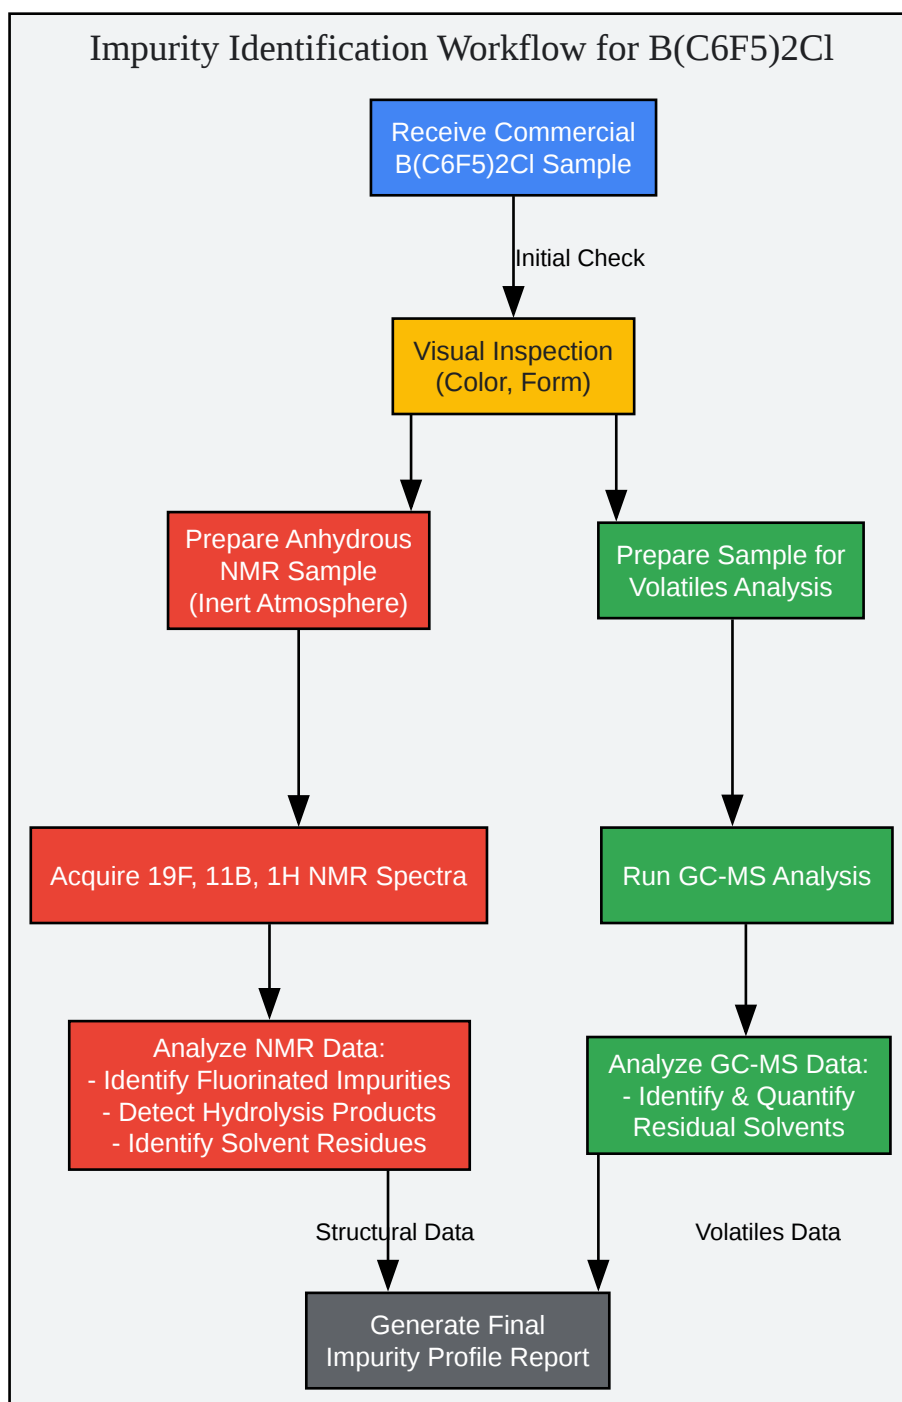 Impurity Identification Workflow for B(C6F5)2Cl
Receive Commercial
B(C6F5)2Cl Sample
Initial Check
Visual Inspection
(Color, Form)
Prepare Anhydrous
NMR Sample
(Inert Atmosphere)
Prepare Sample for
Volatiles Analysis
Acquire 19F, 11B, 1H NMR Spectra
Run GC-MS Analysis
Analyze NMR Data:
- Identify Fluorinated Impurities
- Detect Hydrolysis Products
- Identify Solvent Residues
Analyze GC-MS Data:
- Identify & Quantify
Residual Solvents
Structural Data
Volatiles Data
Generate Final
Impurity Profile Report